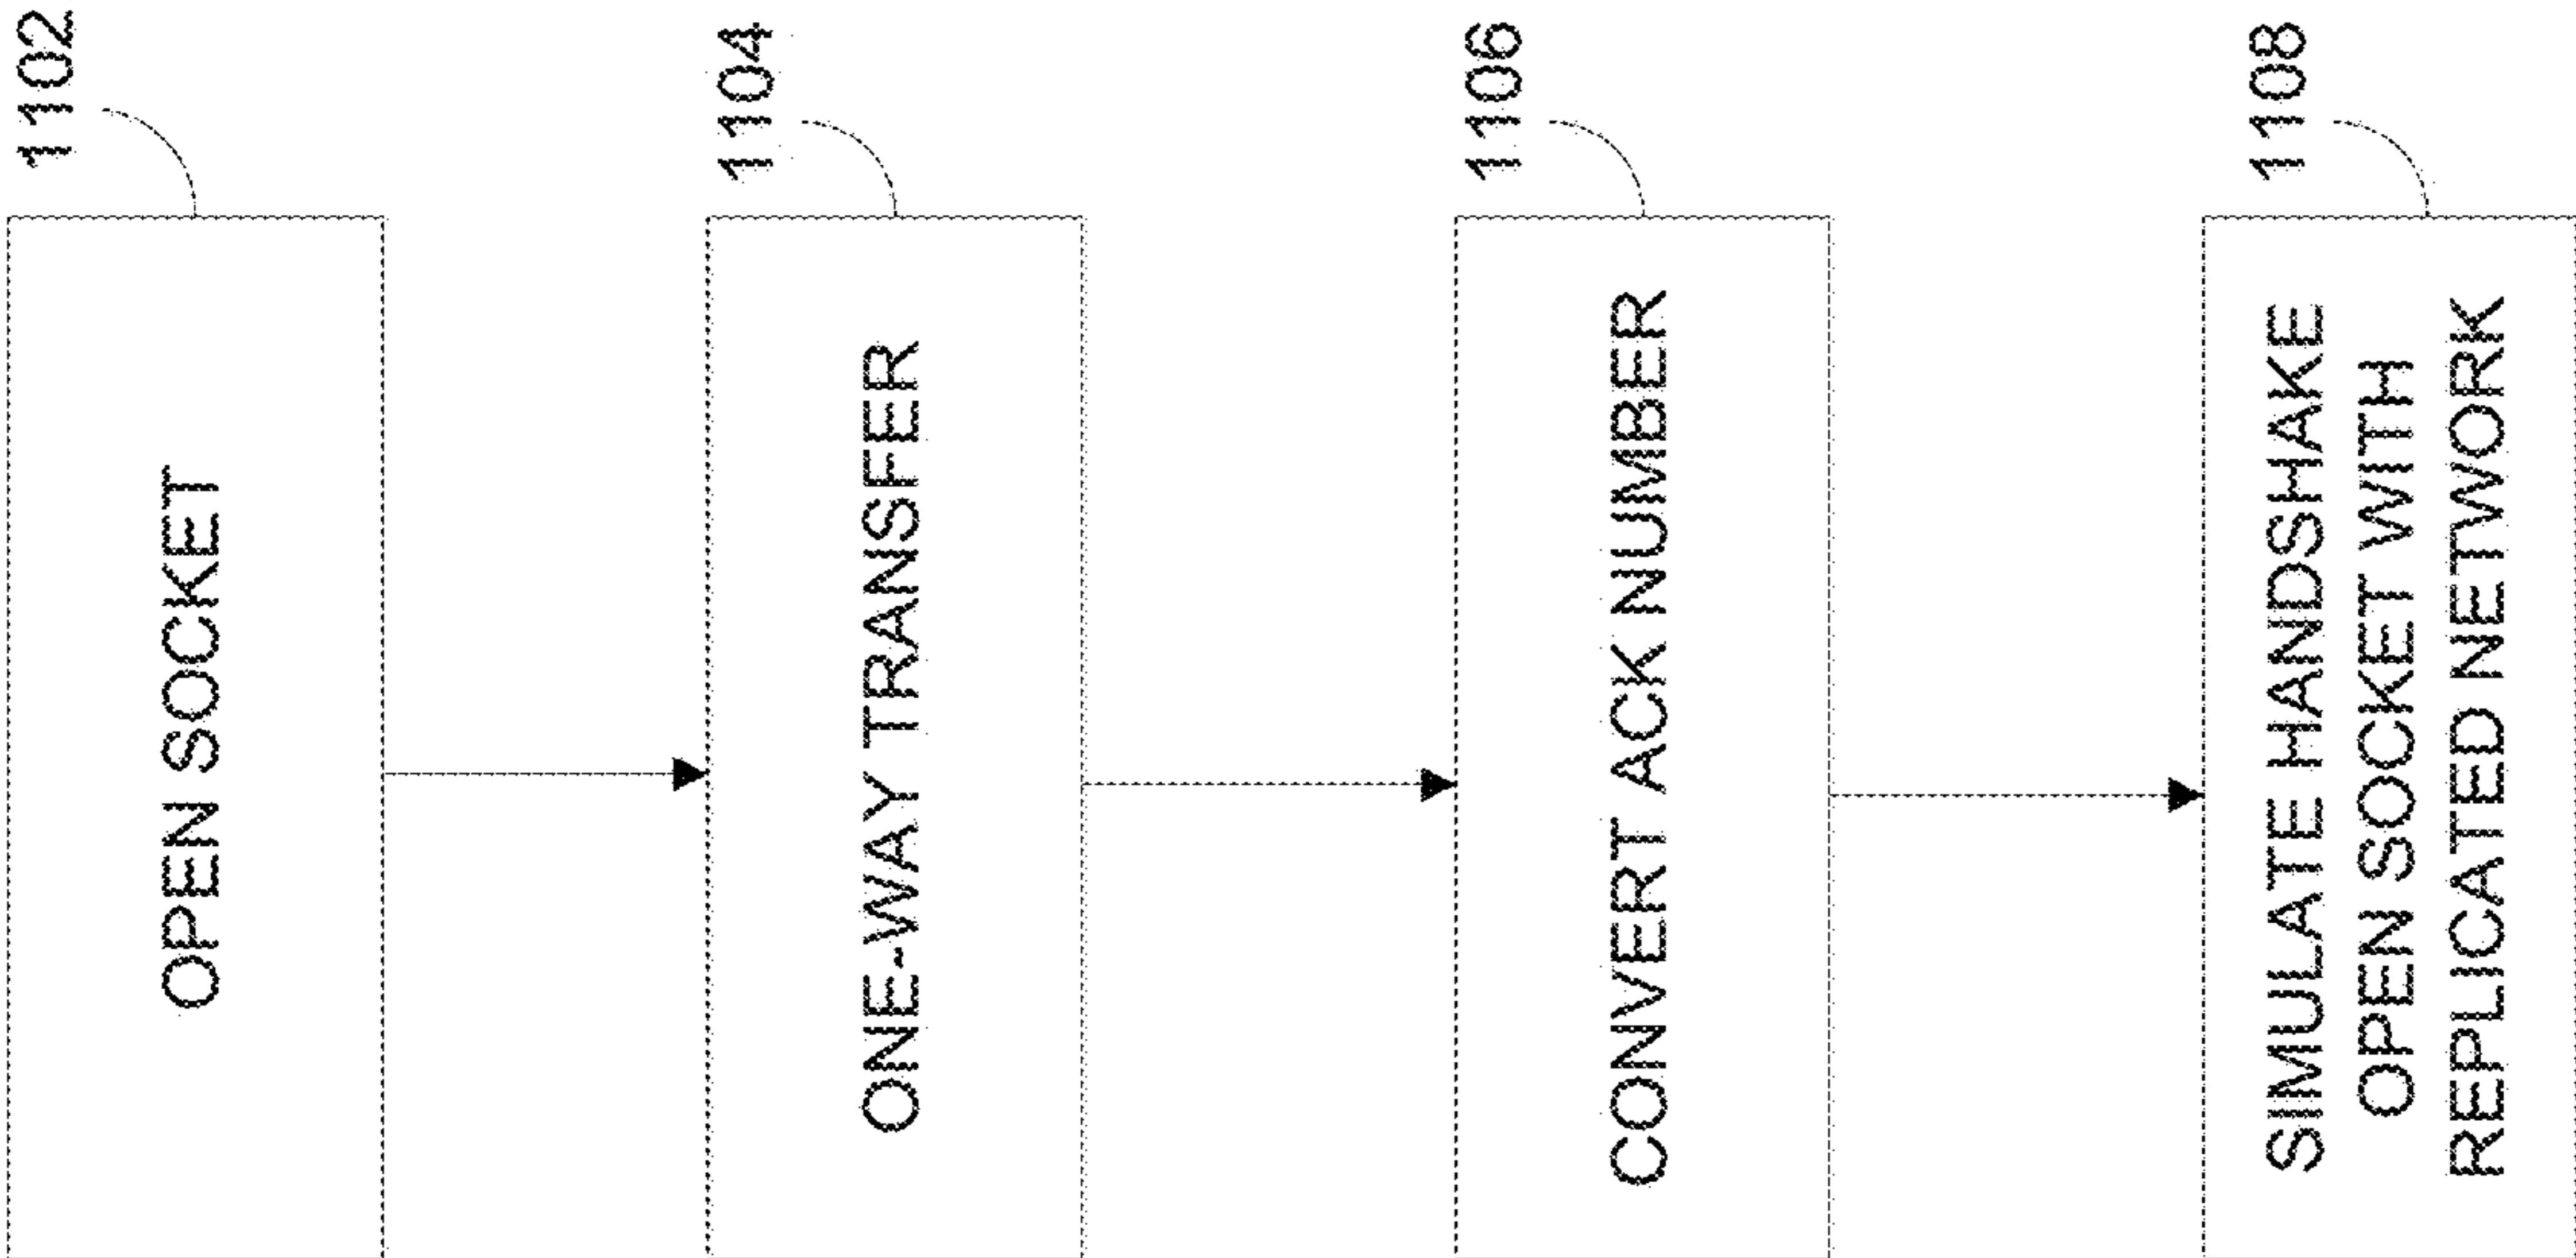 1102
OPEN SOCKET
1104
ONE-WAY TRANSFER
1106
CONVERT ACK NUMBER
1108
SIMULATE HANDSHAKE
OPEN SOCKET WITH
REPLICATED NETWORK